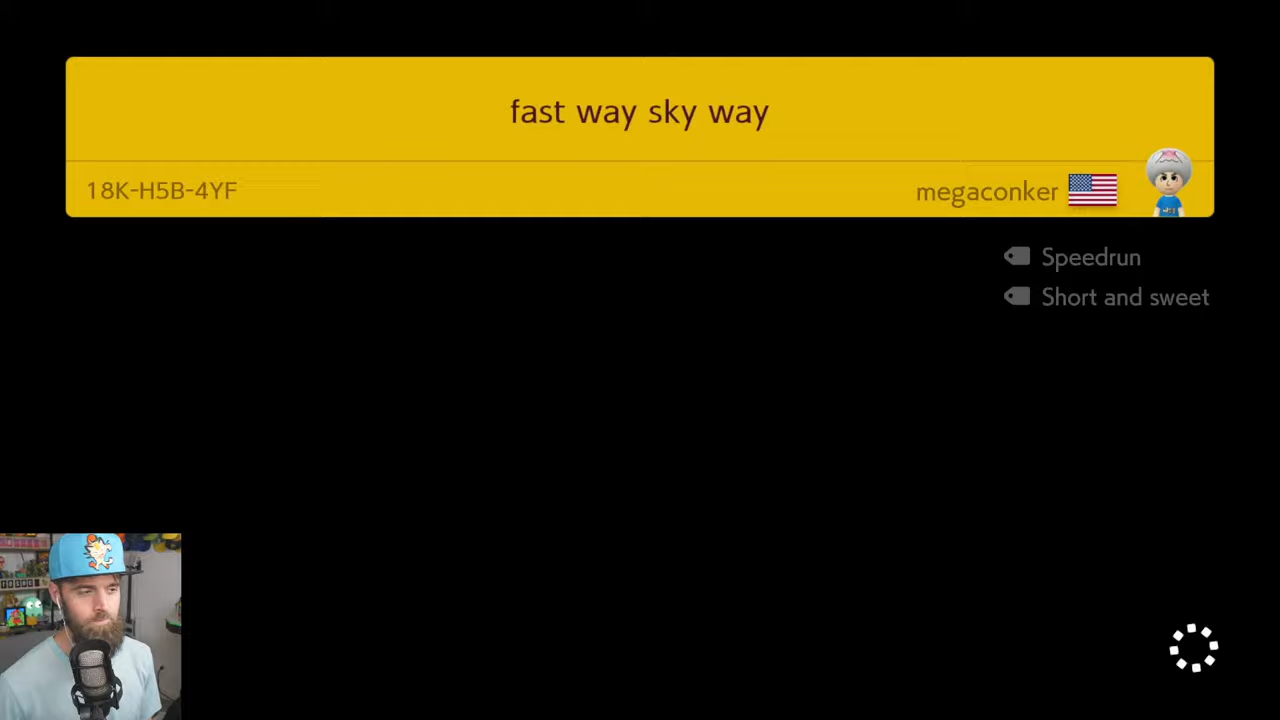 fast way sky way
18K-H5B-4YF
megaconker
Speedrun
Short and sweet